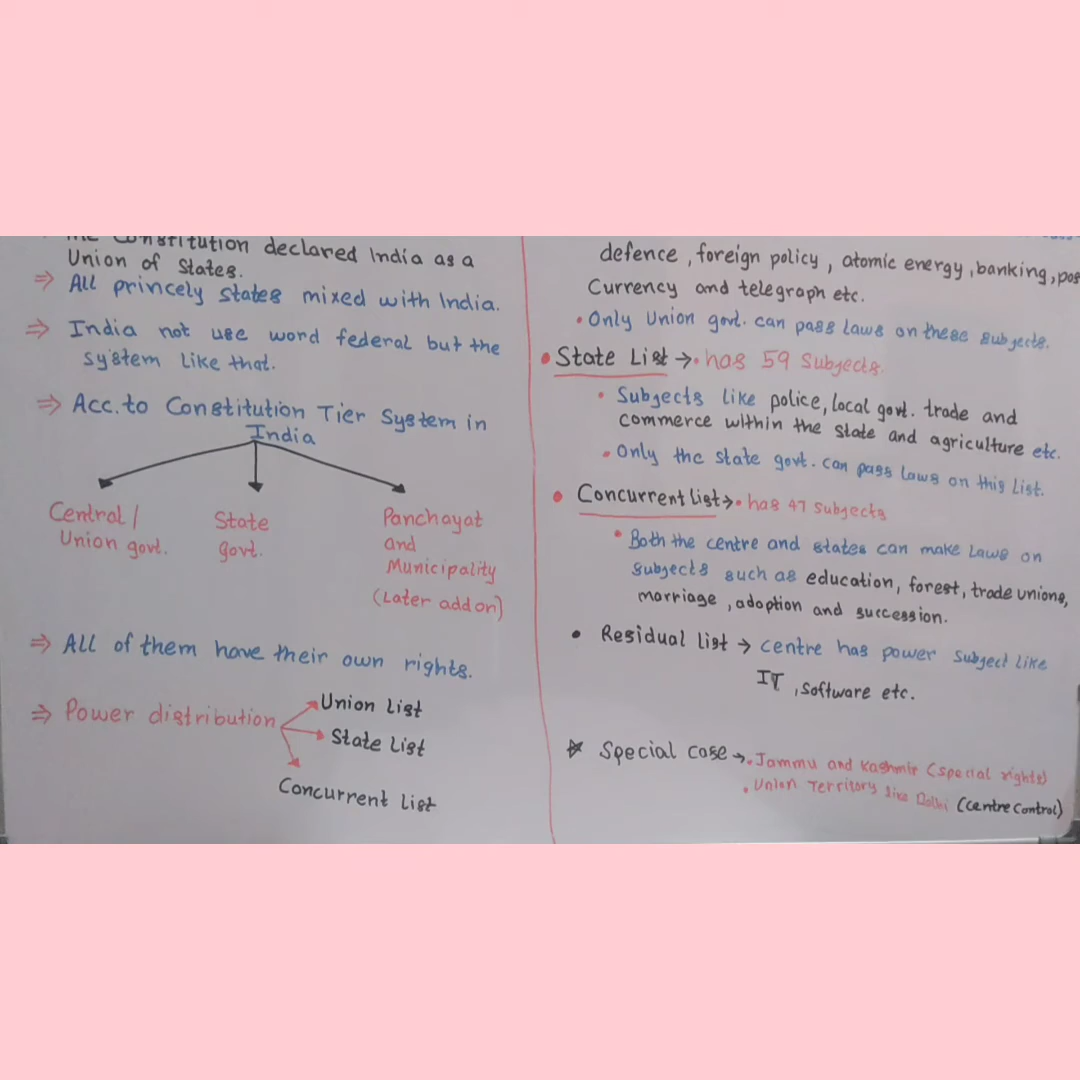 The Constitution declared India as a
Union of States.
⇒ All princely states mixed with India.
⇒ India not use word federal but the
system like that.
⇒ Acc. to Constitution Tier System in
India
Central /
Union govt.
State
govt.
Panchayat
and
Municipality
(Later add on)
⇒ All of them have their own rights.
⇒ Power distribution
Union List
State List
Concurrent List
defence, foreign policy, atomic energy, banking,
Currency and telegraph etc.
• Only Union govt. can pass laws on these subjects.
• State List → • has 59 Subjects.
• Subjects like police, local govt. trade and
commerce within the state and agriculture etc.
• Only the state govt. can pass laws on this List.
• Concurrent list → • has 47 subjects
• Both the centre and states can make Laws on
subjects such as education, forest, trade unions,
marriage, adoption and succession.
• Residual list → centre has power subject like
IT, software etc.
Special case → • Jammu and Kashmir (special rights)
• Union Territory like Delhi (centre control)